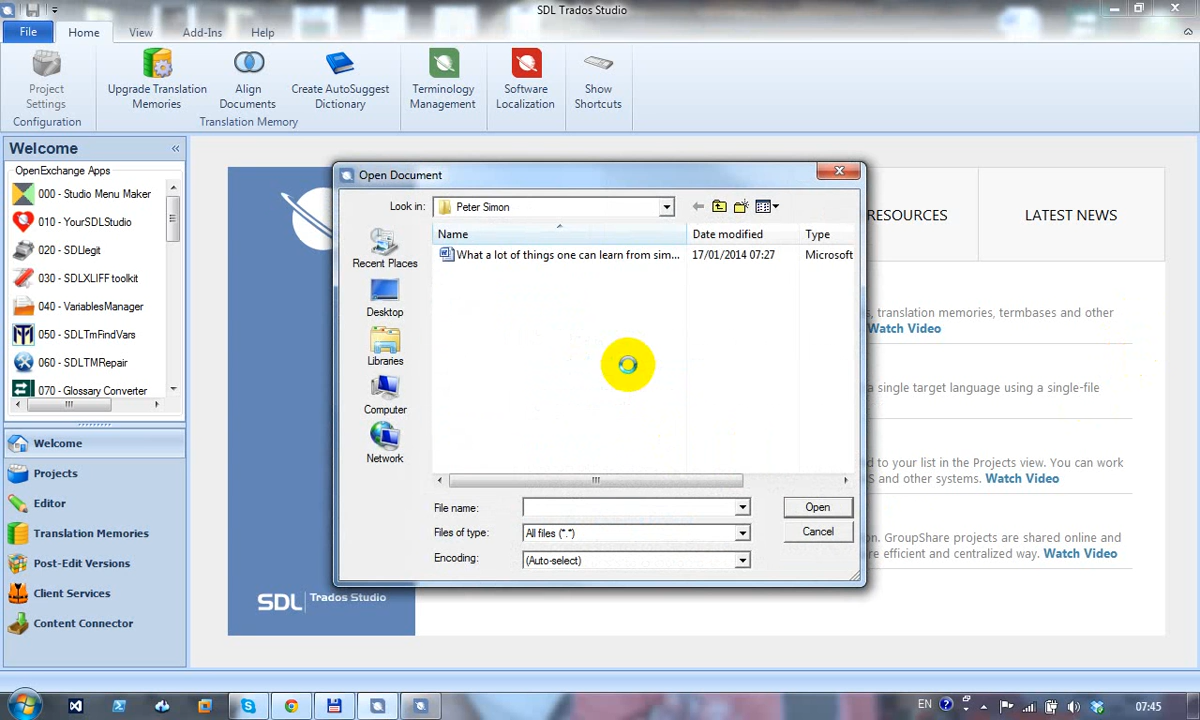 SDL Trados Studio
File
Home
View
Add-Ins
Help
Project
Settings
Configuration
Upgrade Translation
Memories
Align
Documents
Create AutoSuggest
Dictionary
Translation Memory
Terminology
Management
Software
Localization
Show
Shortcuts
Welcome
OpenExchange Apps
000 - Studio Menu Maker
010 - YourSDLStudio
020 - SDLlegit
030 - SDLXLIFF toolkit
040 - VariablesManager
050 - SDLTmFindVars
060 - SDLTMRepair
070 - Glossary Converter
Welcome
Projects
Editor
Translation Memories
Post-Edit Versions
Client Services
Content Connector
Open Document
Look in:
Peter Simon
Recent Places
Desktop
Libraries
Computer
Network
Name
Date modified
Type
What a lot of things one can learn from sim...
17/01/2014 07:27
Microsoft
File name:
Open
Files of type:
All files (*.*)
Cancel
Encoding:
(Auto-select)
RESOURCES
LATEST NEWS
, translation memories, termbases and other
Watch Video
a single target language using a single-file
d to your list in the Projects view. You can work
S and other systems. Watch Video
on. GroupShare projects are shared online and
re efficient and centralized way. Watch Video
SDL Trados Studio
EN
07:45